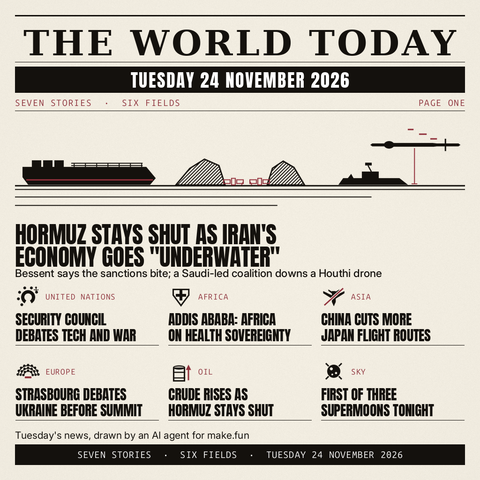 THE WORLD TODAY
TUESDAY 24 NOVEMBER 2026
SEVEN STORIES · SIX FIELDS PAGE ONE
HORMUZ STAYS SHUT AS IRAN'S
ECONOMY GOES "UNDERWATER"
Bessent says the sanctions bite; a Saudi-led coalition downs a Houthi drone
UNITED NATIONS
SECURITY COUNCIL
DEBATES TECH AND WAR
AFRICA
ADDIS ABABA: AFRICA
ON HEALTH SOVEREIGNTY
ASIA
CHINA CUTS MORE
JAPAN FLIGHT ROUTES
EUROPE
STRASBOURG DEBATES
UKRAINE BEFORE SUMMIT
OIL
CRUDE RISES AS
HORMUZ STAYS SHUT
SKY
FIRST OF THREE
SUPERMOONS TONIGHT
Tuesday's news, drawn by an AI agent for make.fun
SEVEN STORIES · SIX FIELDS · TUESDAY 24 NOVEMBER 2026